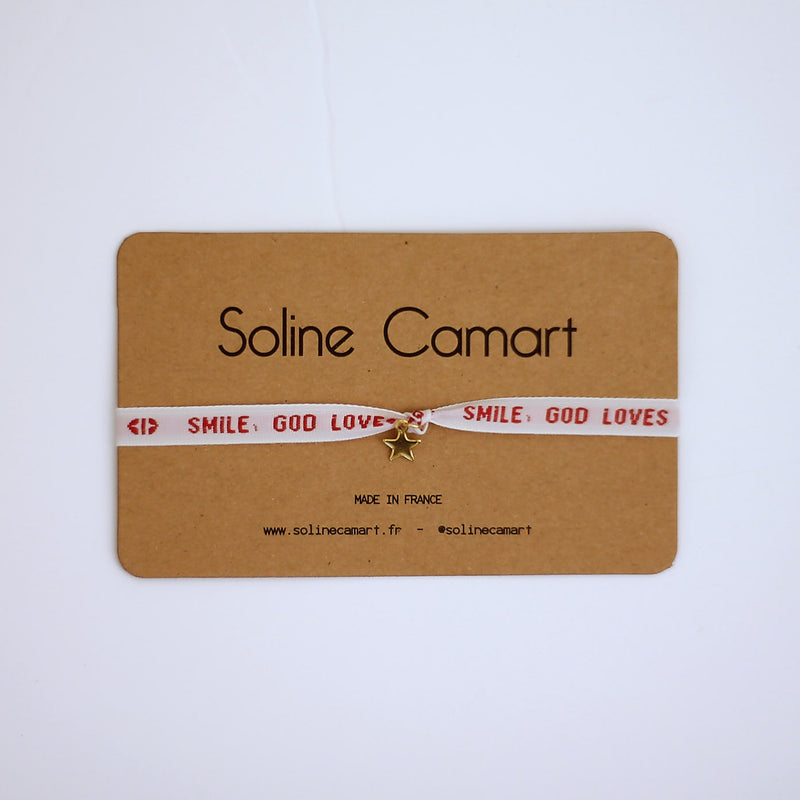 Soline Camart
SMILE, GOD LOVE SMILE, GOD LOVES
MADE IN FRANCE
www.solinecamart.fr - @solinecamart